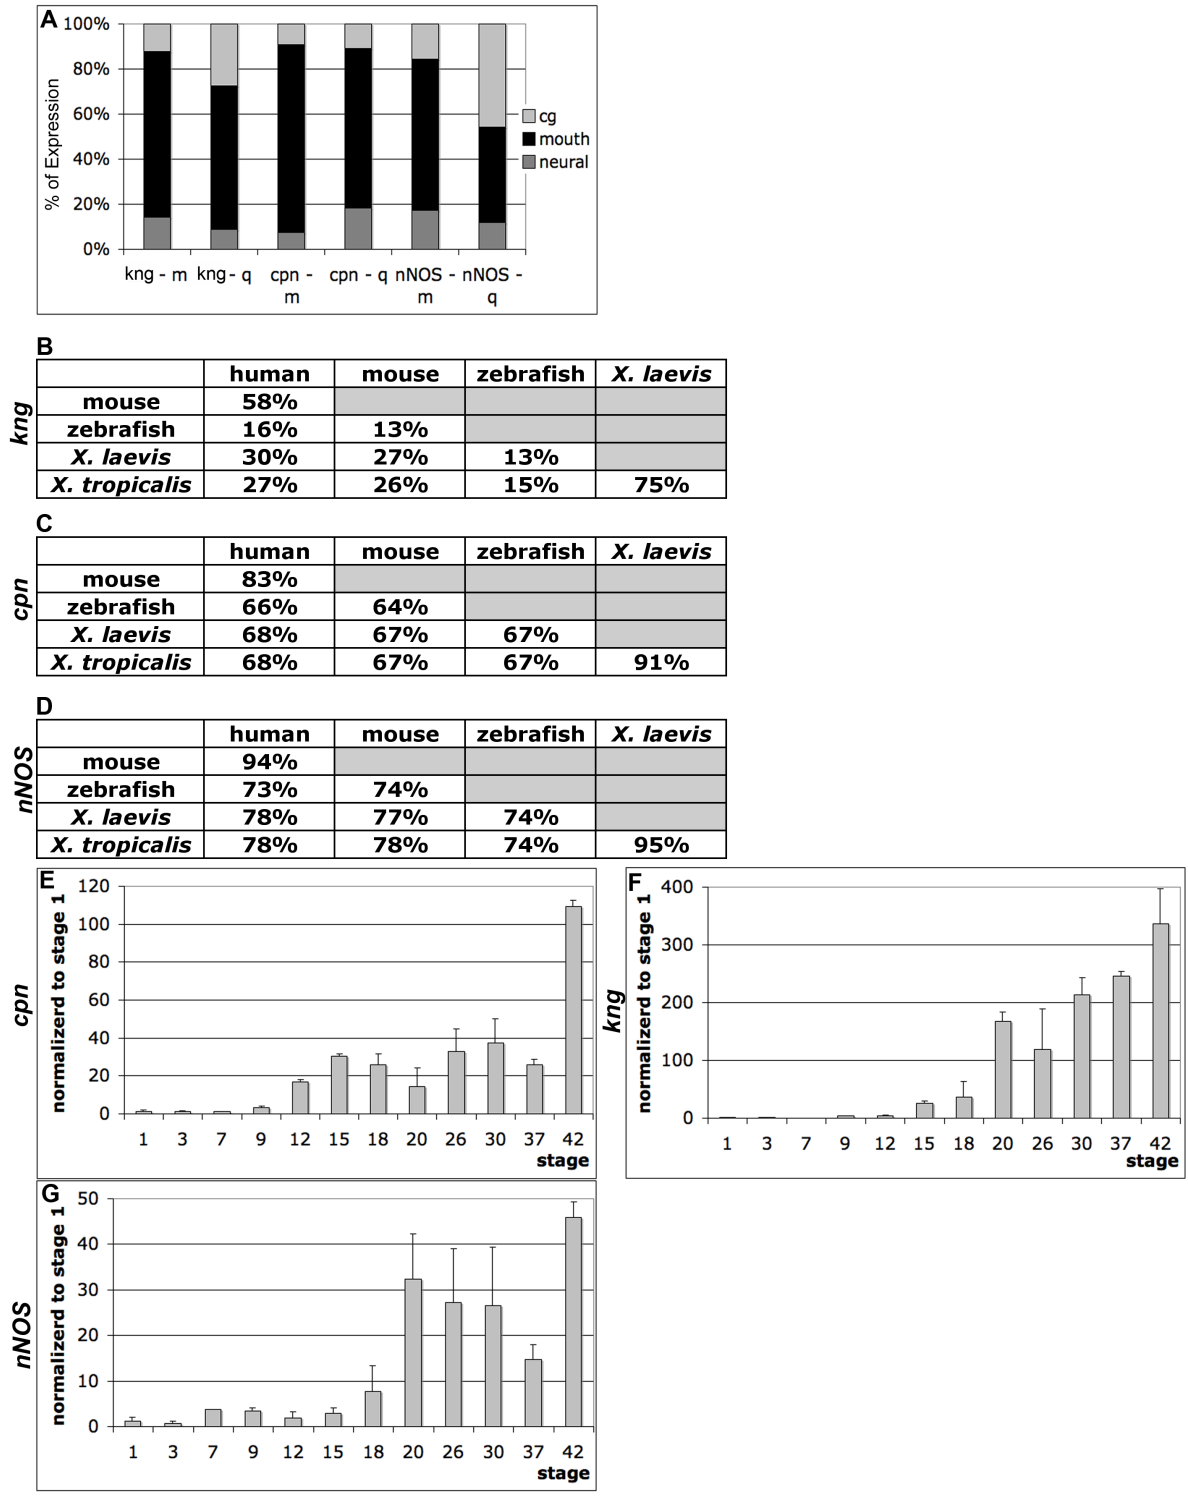 A
% of Expression
100%
80%
60%
40%
20%
0%
cg
mouth
neural
kng - m kng - q cpn - m cpn - q nNOS - m nNOS - q
B
kng
human mouse zebrafish X. laevis
mouse 58%
zebrafish 16% 13%
X. laevis 30% 27% 13%
X. tropicalis 27% 26% 15% 75%
C
cpn
human mouse zebrafish X. laevis
mouse 83%
zebrafish 66% 64%
X. laevis 68% 67% 67%
X. tropicalis 68% 67% 67% 91%
D
nNOS
human mouse zebrafish X. laevis
mouse 94%
zebrafish 73% 74%
X. laevis 78% 77% 74%
X. tropicalis 78% 78% 74% 95%
E
cpn
normalizerd to stage 1
120
100
80
60
40
20
0
1 3 7 9 12 15 18 20 26 30 37 42
stage
F
kng
normalizerd to stage 1
400
300
200
100
0
1 3 7 9 12 15 18 20 26 30 37 42
stage
G
nNOS
normalizerd to stage 1
50
40
30
20
10
0
1 3 7 9 12 15 18 20 26 30 37 42
stage